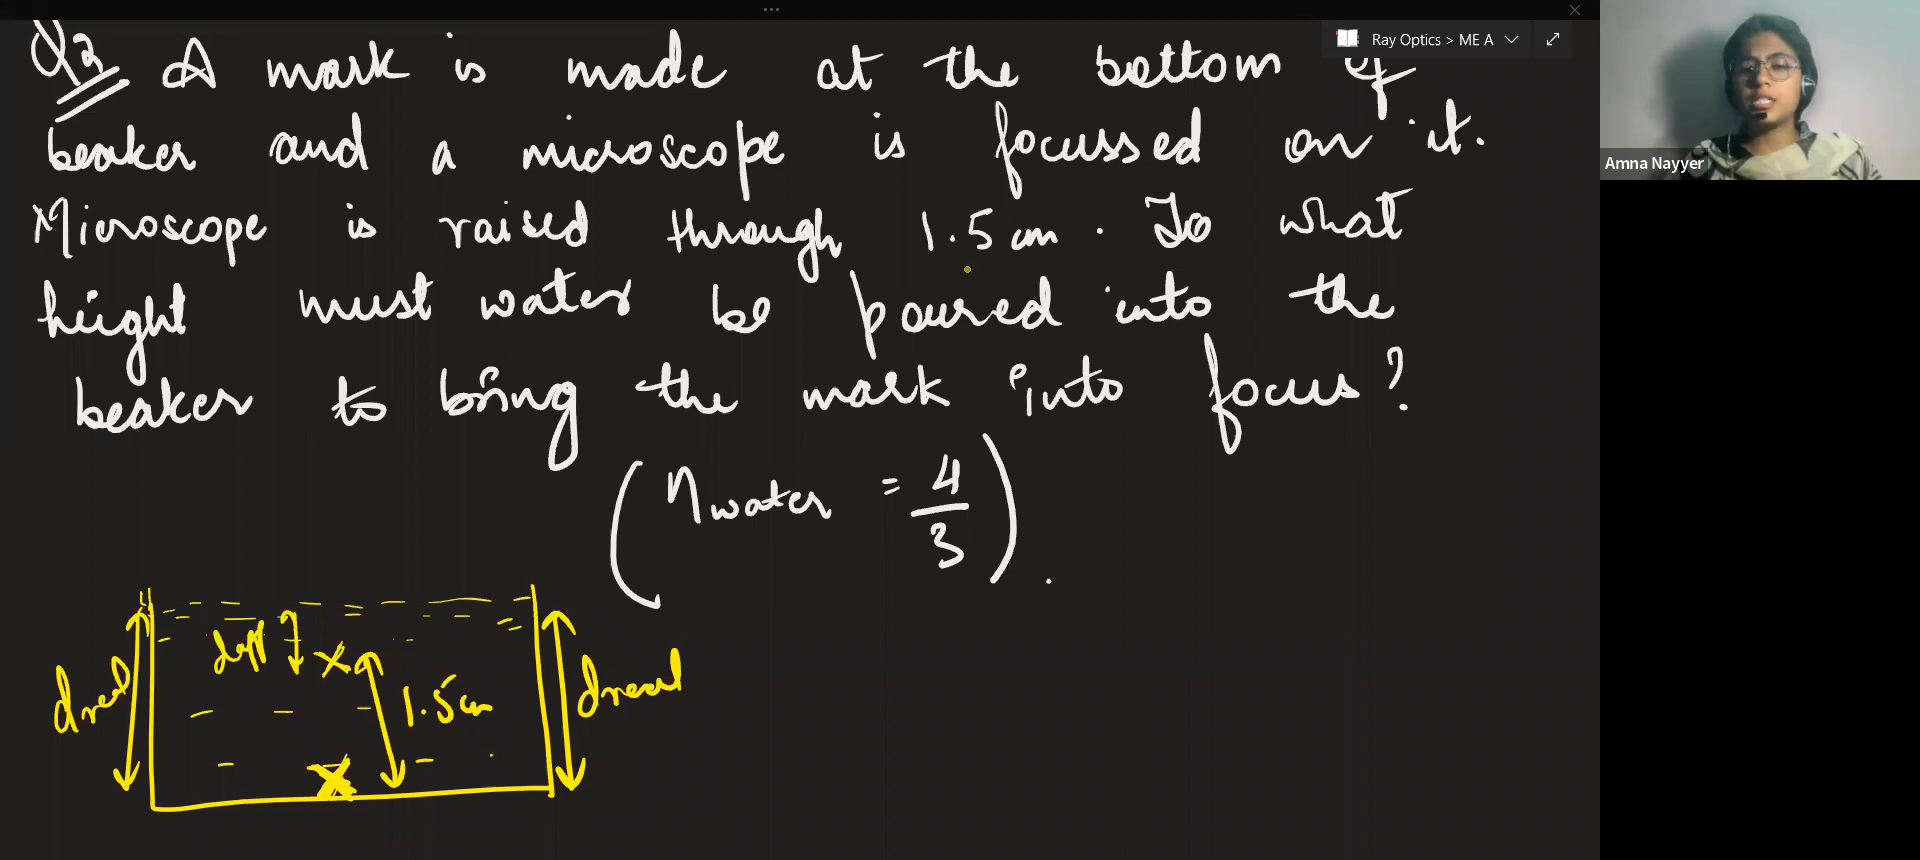 Ray Optics > ME A
Q2 A mark is made at the bottom of
beaker and a microscope is focussed on it.
Microscope is raised through 1.5 cm. To what
height must water be poured into the
beaker to bring the mark into focus?
(η water = 4/3).
dapp
1.5cm
dreal
dreal
Amna Nayyer